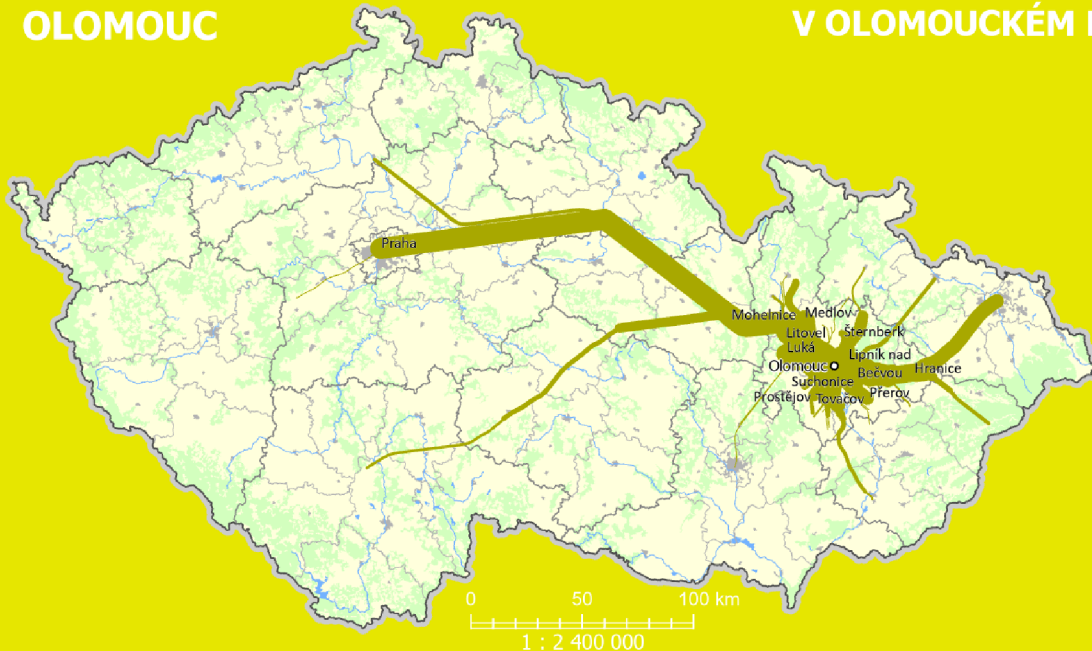 OLOMOUC
V OLOMOUCKÉM
Praha
Mohelnice
Medlov
Litovel
Šternberk
Luká
Lipník nad
Bečvou
Olomouc
Hranice
Suchonice
Přerov
Prostějov
Tovačov
0 50 100 km
1 : 2 400 000